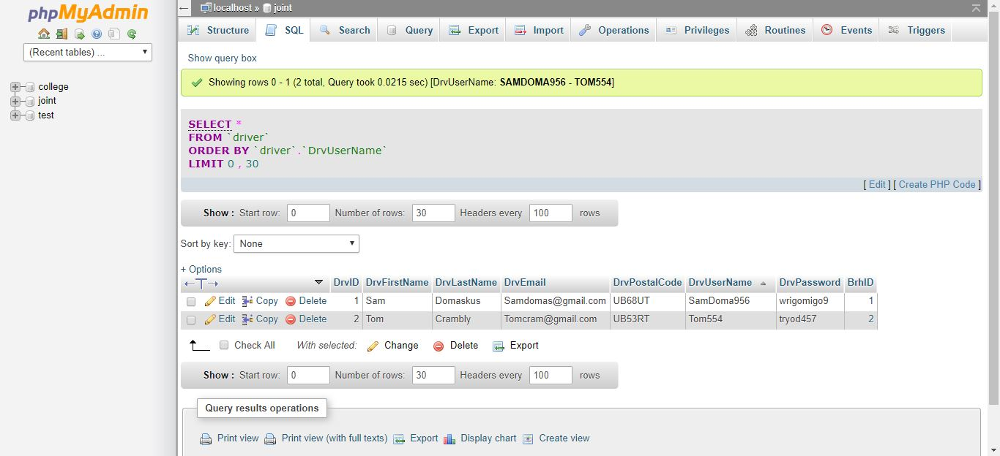 phpMyAdmin
(Recent tables) ...
college
joint
test
localhost » joint
Structure SQL Search Query Export Import Operations Privileges Routines Events Triggers
Show query box
Showing rows 0 - 1 (2 total, Query took 0.0215 sec) [DrvUserName: SAMDOMA956 - TOM554]
SELECT *
FROM `driver`
ORDER BY `driver`.`DrvUserName`
LIMIT 0 , 30
[ Edit ] [ Create PHP Code ]
Show : Start row: 0 Number of rows: 30 Headers every 100 rows
Sort by key: None
+ Options
←T→ DrvID DrvFirstName DrvLastName DrvEmail DrvPostalCode DrvUserName DrvPassword BrhID
Edit Copy Delete 1 Sam Domaskus Samdomas@gmail.com UB68UT SamDoma956 wrigomigo9 1
Edit Copy Delete 2 Tom Crambly Tomcram@gmail.com UB53RT Tom554 tryod457 2
Check All With selected: Change Delete Export
Show : Start row: 0 Number of rows: 30 Headers every 100 rows
Query results operations
Print view Print view (with full texts) Export Display chart Create view